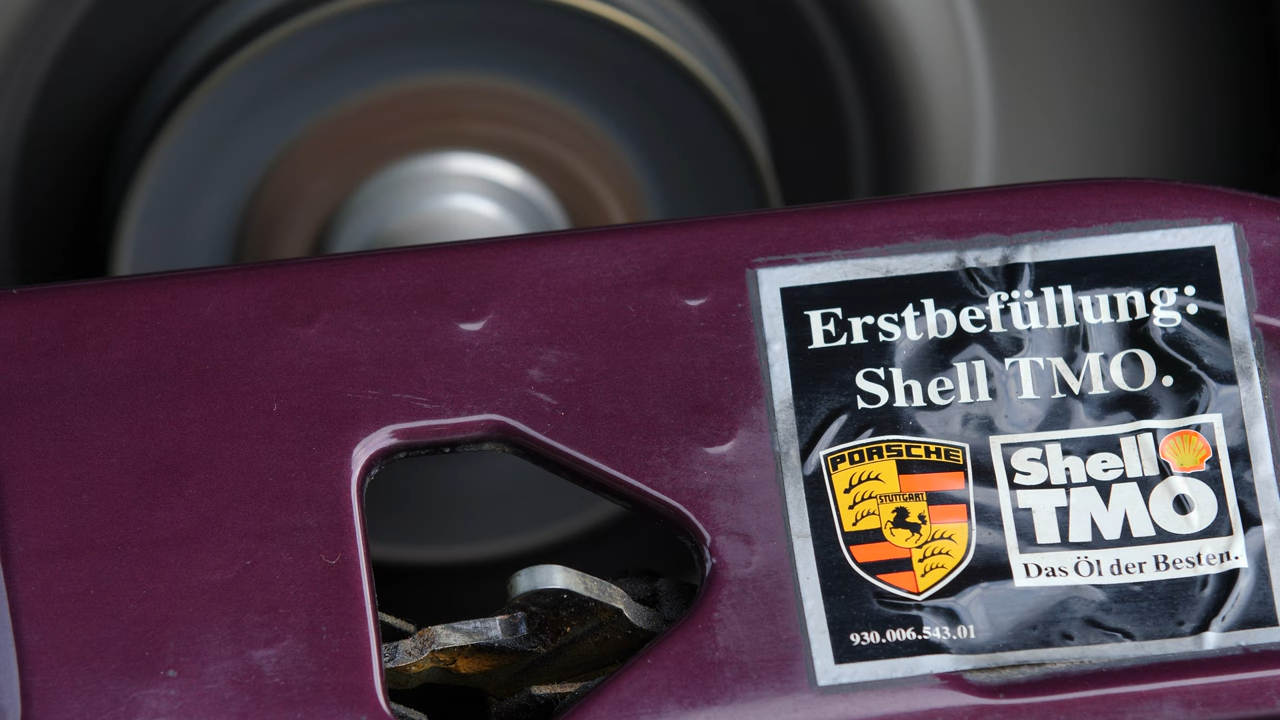 Erstbefüllung:
Shell TMO.
PORSCHE
STUTTGART
Shell
TMO
Das Öl der Besten.
930.006.543.01